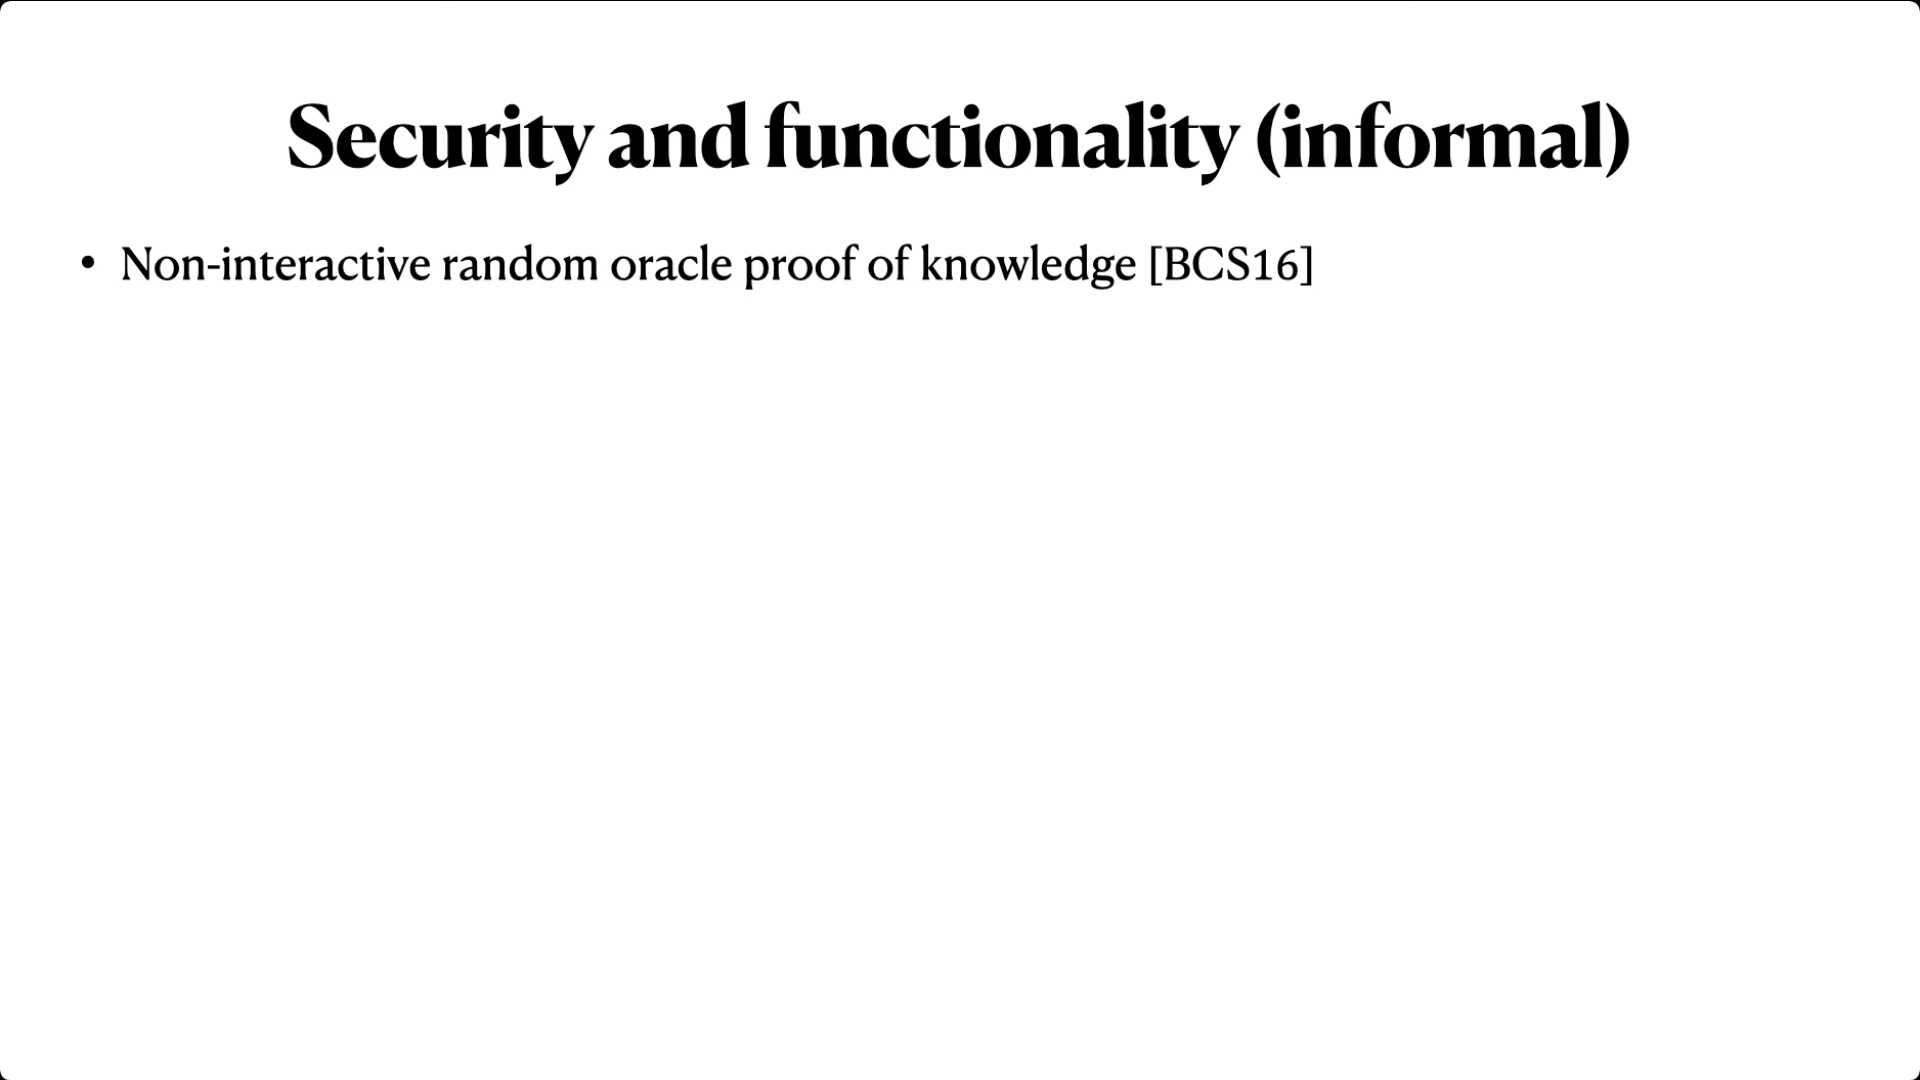 Security and functionality (informal)
• Non-interactive random oracle proof of knowledge [BCS16]